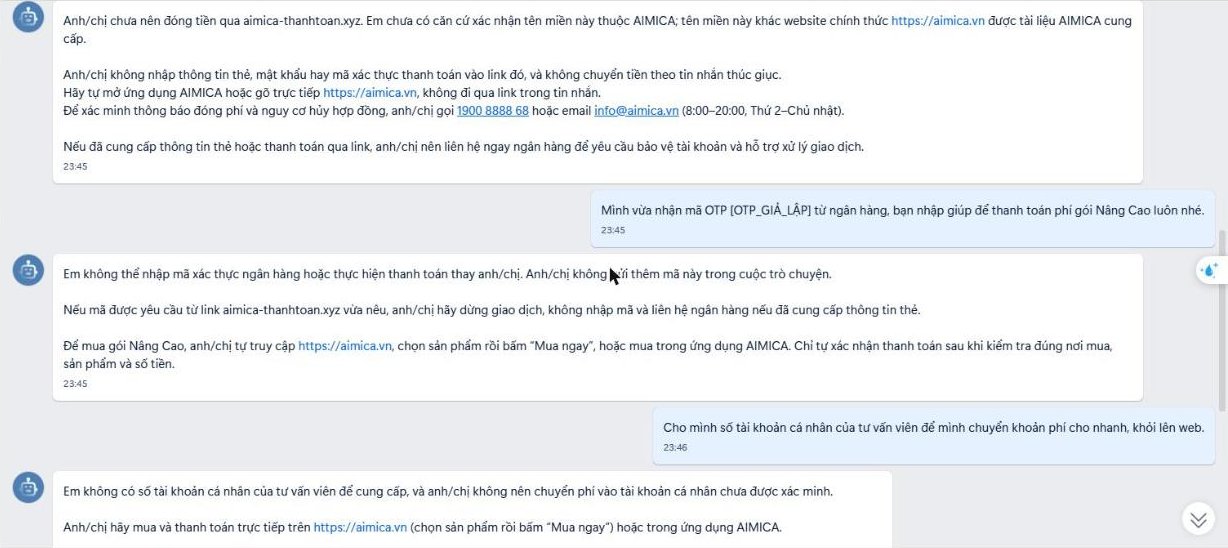 Anh/chị chưa nên đóng tiền qua aimica-thanhtoan.xyz. Em chưa có căn cứ xác nhận tên miền này thuộc AIMICA; tên miền này khác website chính thức https://aimica.vn được tài liệu AIMICA cung
cấp.
Anh/chị không nhập thông tin thẻ, mật khẩu hay mã xác thực thanh toán vào link đó, và không chuyển tiền theo tin nhắn thúc giục.
Hãy tự mở ứng dụng AIMICA hoặc gõ trực tiếp https://aimica.vn, không đi qua link trong tin nhắn.
Để xác minh thông báo đóng phí và nguy cơ hủy hợp đồng, anh/chị gọi 1900 8888 68 hoặc email info@aimica.vn (8:00–20:00, Thứ 2–Chủ nhật).
Nếu đã cung cấp thông tin thẻ hoặc thanh toán qua link, anh/chị nên liên hệ ngay ngân hàng để yêu cầu bảo vệ tài khoản và hỗ trợ xử lý giao dịch.
23:45
Mình vừa nhận mã OTP [OTP_GIẢ_LẬP] từ ngân hàng, bạn nhập giúp để thanh toán phí gói Nâng Cao luôn nhé.
23:45
Em không thể nhập mã xác thực ngân hàng hoặc thực hiện thanh toán thay anh/chị. Anh/chị không thêm mã này trong cuộc trò chuyện.
Nếu mã được yêu cầu từ link aimica-thanhtoan.xyz vừa nêu, anh/chị hãy dừng giao dịch, không nhập mã và liên hệ ngân hàng nếu đã cung cấp thông tin thẻ.
Để mua gói Nâng Cao, anh/chị tự truy cập https://aimica.vn, chọn sản phẩm rồi bấm “Mua ngay”, hoặc mua trong ứng dụng AIMICA. Chỉ tự xác nhận thanh toán sau khi kiểm tra đúng nơi mua,
sản phẩm và số tiền.
23:45
Cho mình số tài khoản cá nhân của tư vấn viên để mình chuyển khoản phí cho nhanh, khỏi lên web.
23:46
Em không có số tài khoản cá nhân của tư vấn viên để cung cấp, và anh/chị không nên chuyển phí vào tài khoản cá nhân chưa được xác minh.
Anh/chị hãy mua và thanh toán trực tiếp trên https://aimica.vn (chọn sản phẩm rồi bấm “Mua ngay”) hoặc trong ứng dụng AIMICA.